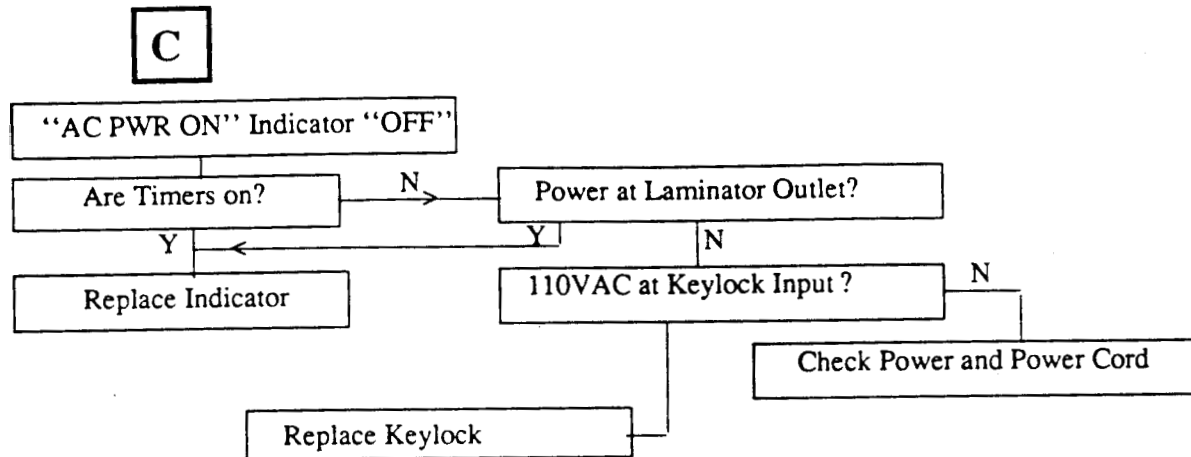 C
“AC PWR ON” Indicator “OFF”
Are Timers on?
N
Power at Laminator Outlet?
Y
Y
N
Replace Indicator
110VAC at Keylock Input ?
N
Check Power and Power Cord
Replace Keylock